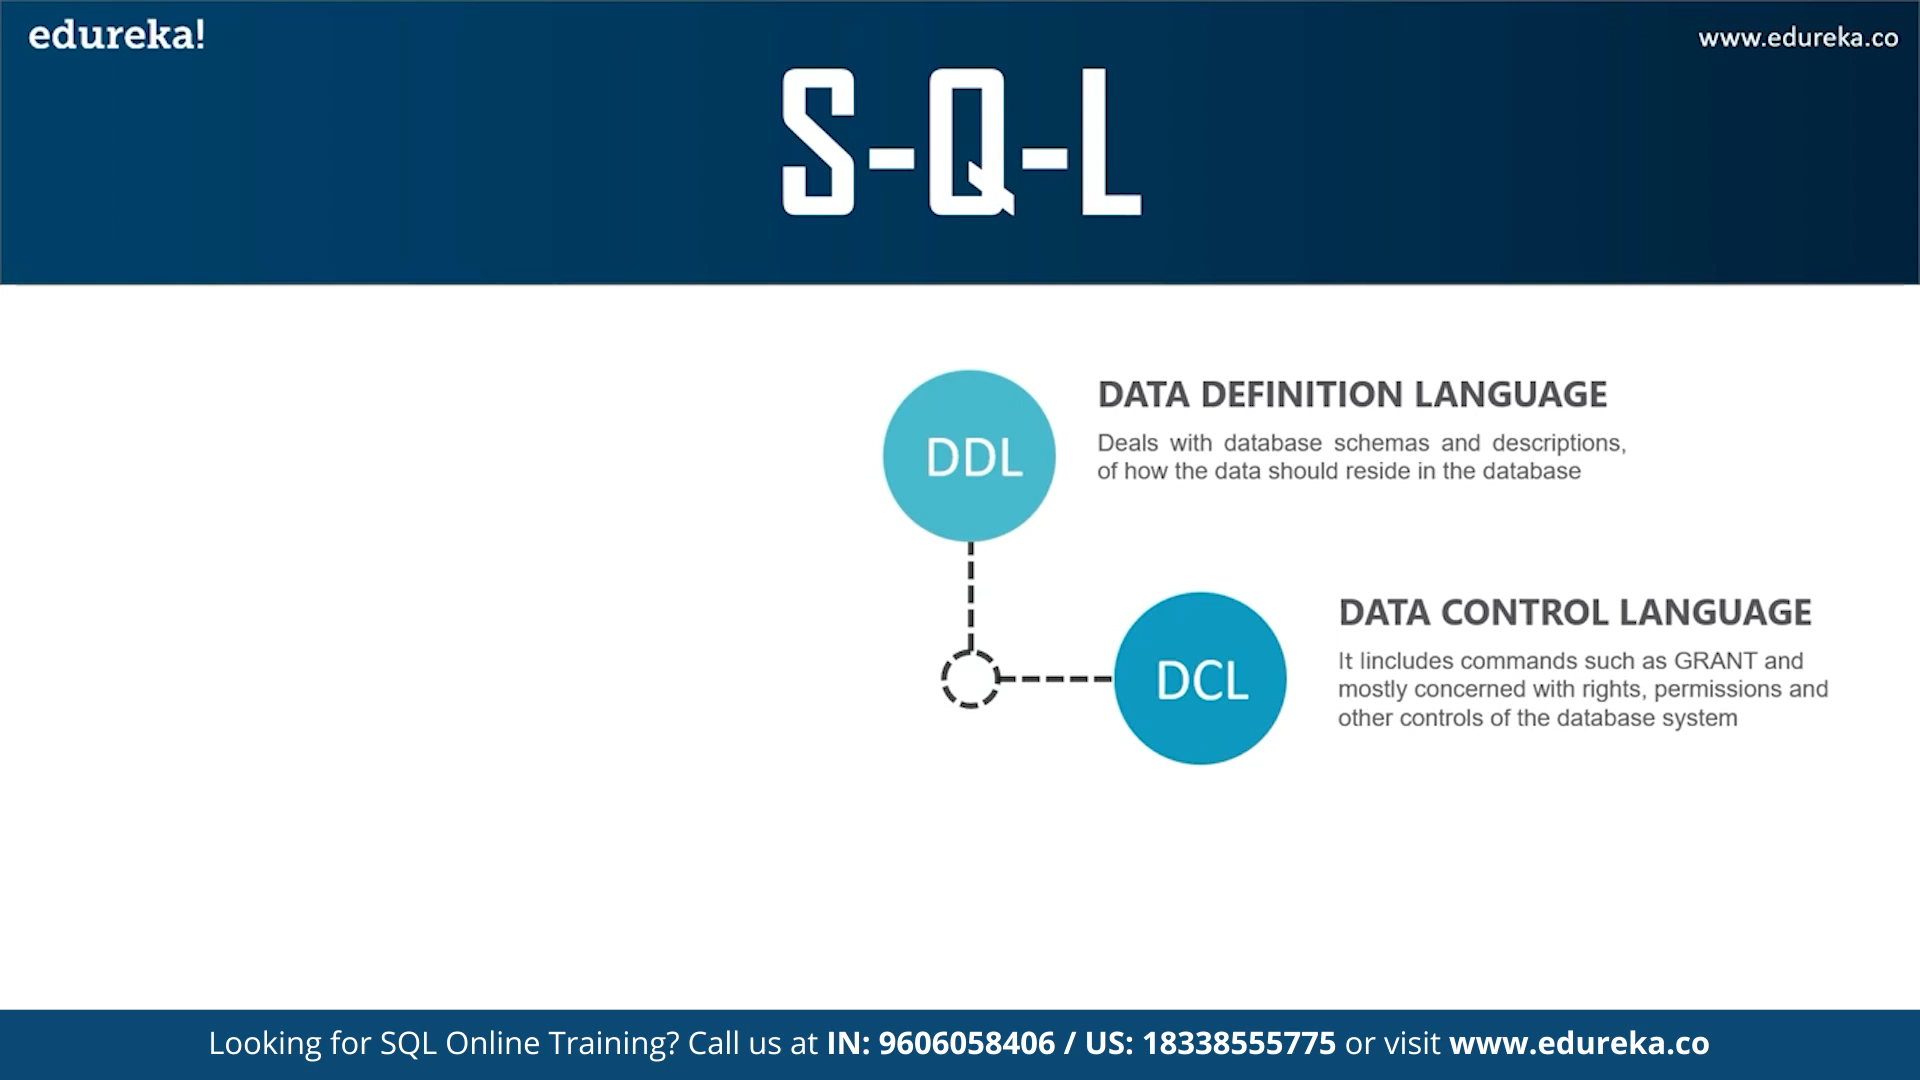 edureka!
www.edureka.co
S-Q-L
DDL
DATA DEFINITION LANGUAGE
Deals with database schemas and descriptions,
of how the data should reside in the database
DCL
DATA CONTROL LANGUAGE
It Iincludes commands such as GRANT and
mostly concerned with rights, permissions and
other controls of the database system
Looking for SQL Online Training? Call us at IN: 9606058406 / US: 18338555775 or visit www.edureka.co